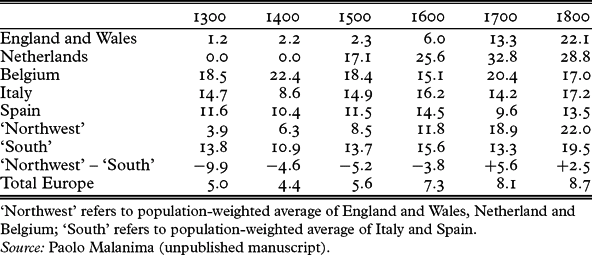 1300 1400 1500 1600 1700 1800
England and Wales 1.2 2.2 2.3 6.0 13.3 22.1
Netherlands 0.0 0.0 17.1 25.6 32.8 28.8
Belgium 18.5 22.4 18.4 15.1 20.4 17.0
Italy 14.7 8.6 14.9 16.2 14.2 17.2
Spain 11.6 10.4 11.5 14.5 9.6 13.5
‘Northwest’ 3.9 6.3 8.5 11.8 18.9 22.0
‘South’ 13.8 10.9 13.7 15.6 13.3 19.5
‘Northwest’ – ‘South’ −9.9 −4.6 −5.2 −3.8 +5.6 +2.5
Total Europe 5.0 4.4 5.6 7.3 8.1 8.7
‘Northwest’ refers to population-weighted average of England and Wales, Netherland and
Belgium; ‘South’ refers to population-weighted average of Italy and Spain.
Source: Paolo Malanima (unpublished manuscript).